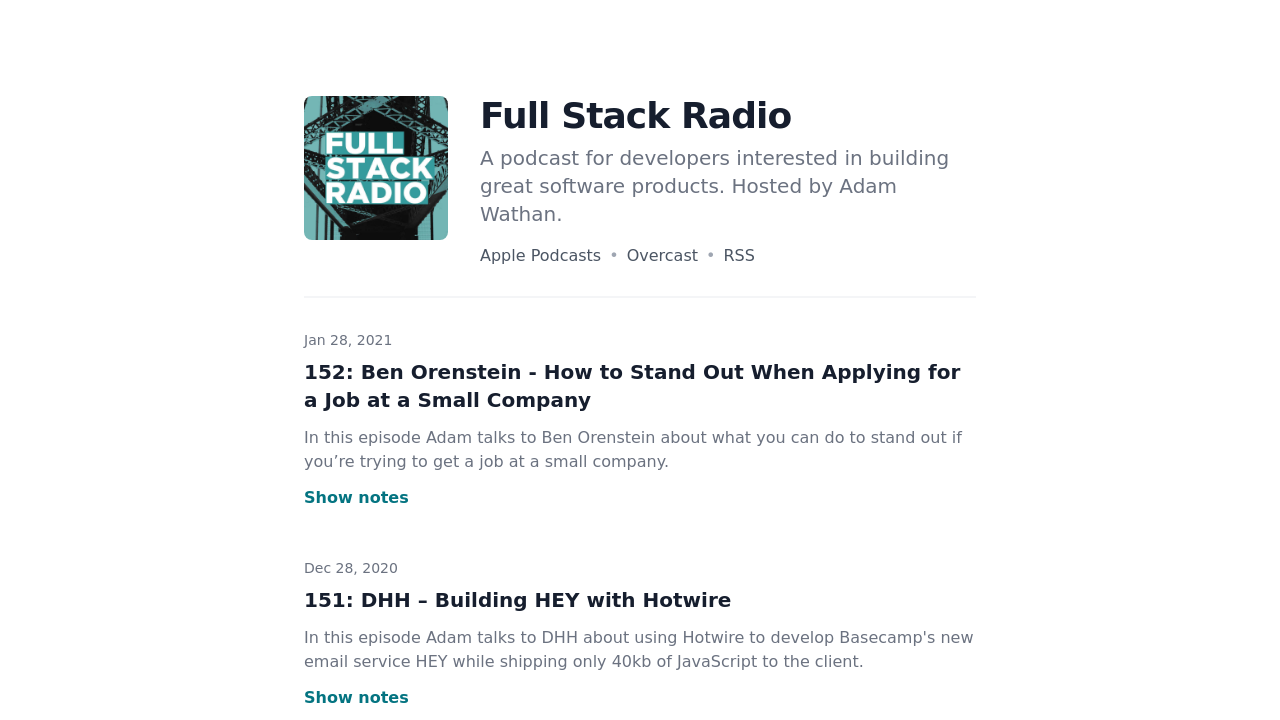 FULL
STACK
RADIO
Full Stack Radio
A podcast for developers interested in building
great software products. Hosted by Adam
Wathan.
Apple Podcasts • Overcast • RSS
Jan 28, 2021
152: Ben Orenstein - How to Stand Out When Applying for
a Job at a Small Company
In this episode Adam talks to Ben Orenstein about what you can do to stand out if
you’re trying to get a job at a small company.
Show notes
Dec 28, 2020
151: DHH – Building HEY with Hotwire
In this episode Adam talks to DHH about using Hotwire to develop Basecamp's new
email service HEY while shipping only 40kb of JavaScript to the client.
Show notes